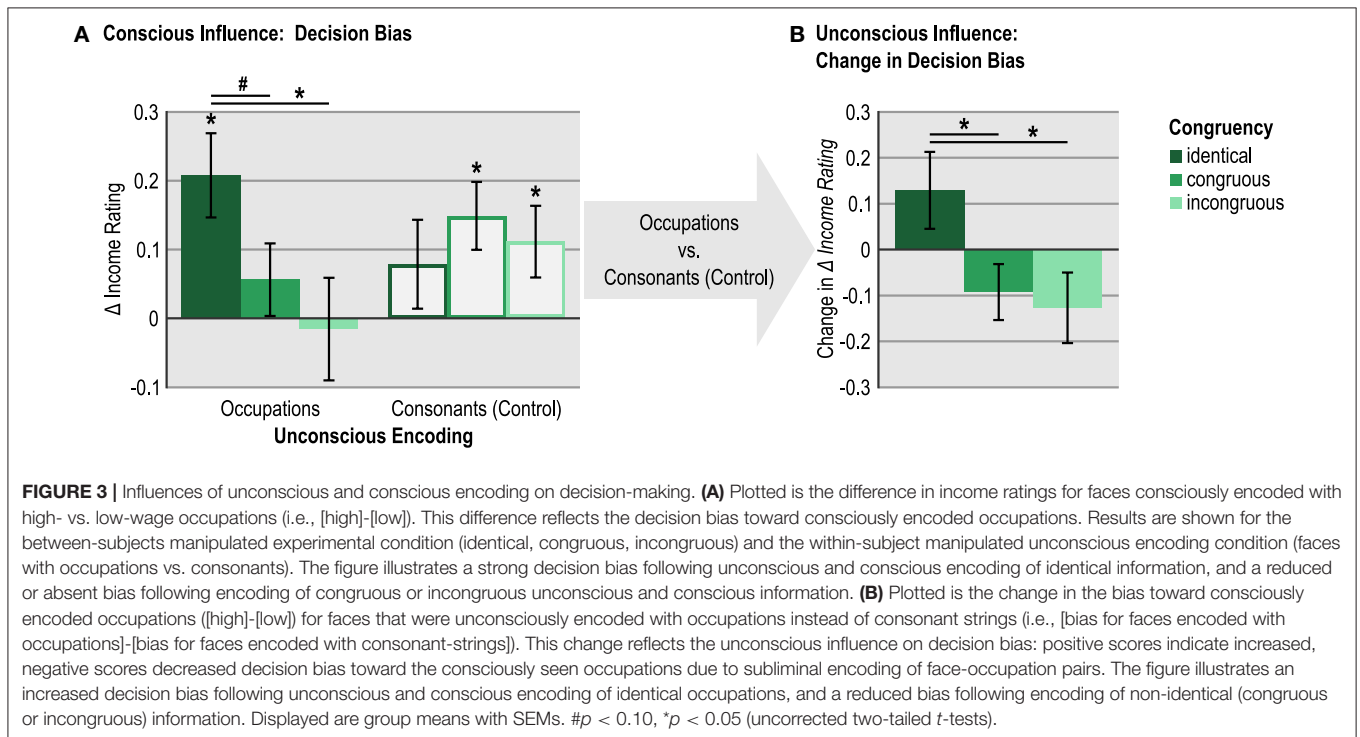 A Conscious Influence: Decision Bias
B Unconscious Influence:
Change in Decision Bias
# *
* * *
0.3
0.2
0.1
0
-0.1
Δ Income Rating
Occupations Consonants (Control)
Unconscious Encoding
Occupations
vs.
Consonants (Control)
* *
0.3
0.2
0.1
0
-0.1
-0.2
-0.3
Change in Δ Income Rating
Congruency
identical
congruous
incongruous
FIGURE 3 | Influences of unconscious and conscious encoding on decision-making. (A) Plotted is the difference in income ratings for faces consciously encoded with
high- vs. low-wage occupations (i.e., [high]-[low]). This difference reflects the decision bias toward consciously encoded occupations. Results are shown for the
between-subjects manipulated experimental condition (identical, congruous, incongruous) and the within-subject manipulated unconscious encoding condition (faces
with occupations vs. consonants). The figure illustrates a strong decision bias following unconscious and conscious encoding of identical information, and a reduced
or absent bias following encoding of congruous or incongruous unconscious and conscious information. (B) Plotted is the change in the bias toward consciously
encoded occupations ([high]-[low]) for faces that were unconsciously encoded with occupations instead of consonant strings (i.e., [bias for faces encoded with
occupations]-[bias for faces encoded with consonant-strings]). This change reflects the unconscious influence on decision bias: positive scores indicate increased,
negative scores decreased decision bias toward the consciously seen occupations due to subliminal encoding of face-occupation pairs. The figure illustrates an
increased decision bias following unconscious and conscious encoding of identical occupations, and a reduced bias following encoding of non-identical (congruous
or incongruous) information. Displayed are group means with SEMs. #p < 0.10, *p < 0.05 (uncorrected two-tailed t-tests).